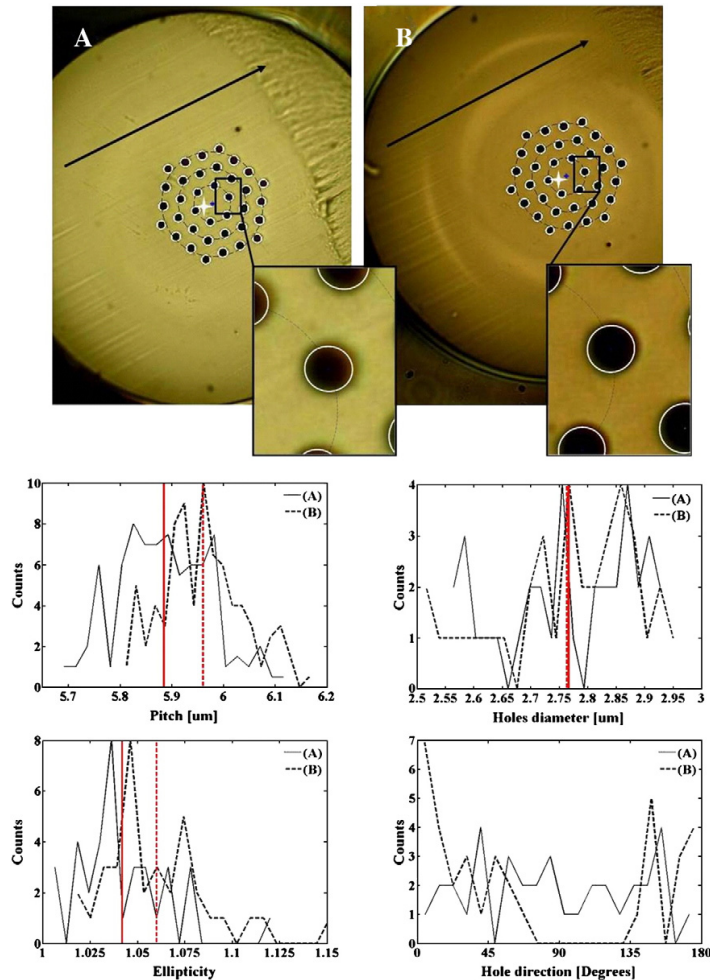 A
B
10
8
6
4
2
0
Counts
(A)
(B)
5.7
5.8
5.9
6
6.1
6.2
Pitch [um]
4
3
2
1
0
Counts
(A)
(B)
2.5
2.55
2.6
2.65
2.7
2.75
2.8
2.85
2.9
2.95
3
Holes diameter [um]
8
6
4
2
0
Counts
(A)
(B)
1
1.025
1.05
1.075
1.1
1.125
1.15
Ellipticity
8
6
4
2
0
Counts
(A)
(B)
0
45
90
135
180
Hole direction [Degrees]